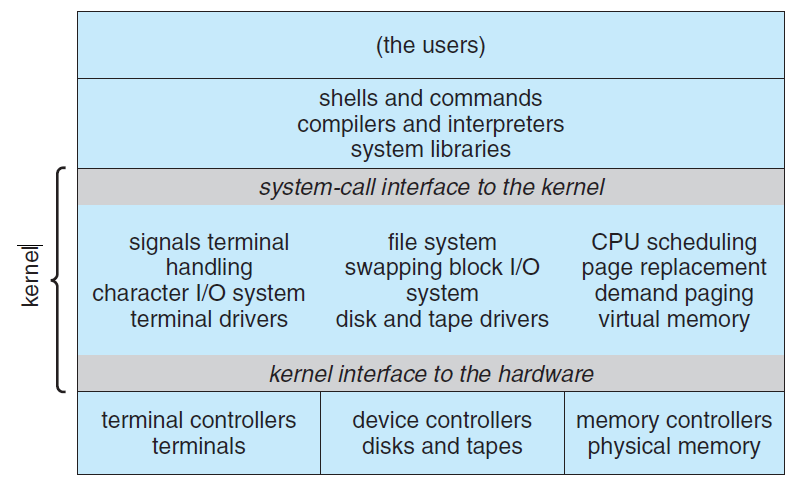 (the users)
shells and commands
compilers and interpreters
system libraries
system-call interface to the kernel
kernel
signals terminal
handling
character I/O system
terminal drivers
file system
swapping block I/O
system
disk and tape drivers
CPU scheduling
page replacement
demand paging
virtual memory
kernel interface to the hardware
terminal controllers
terminals
device controllers
disks and tapes
memory controllers
physical memory